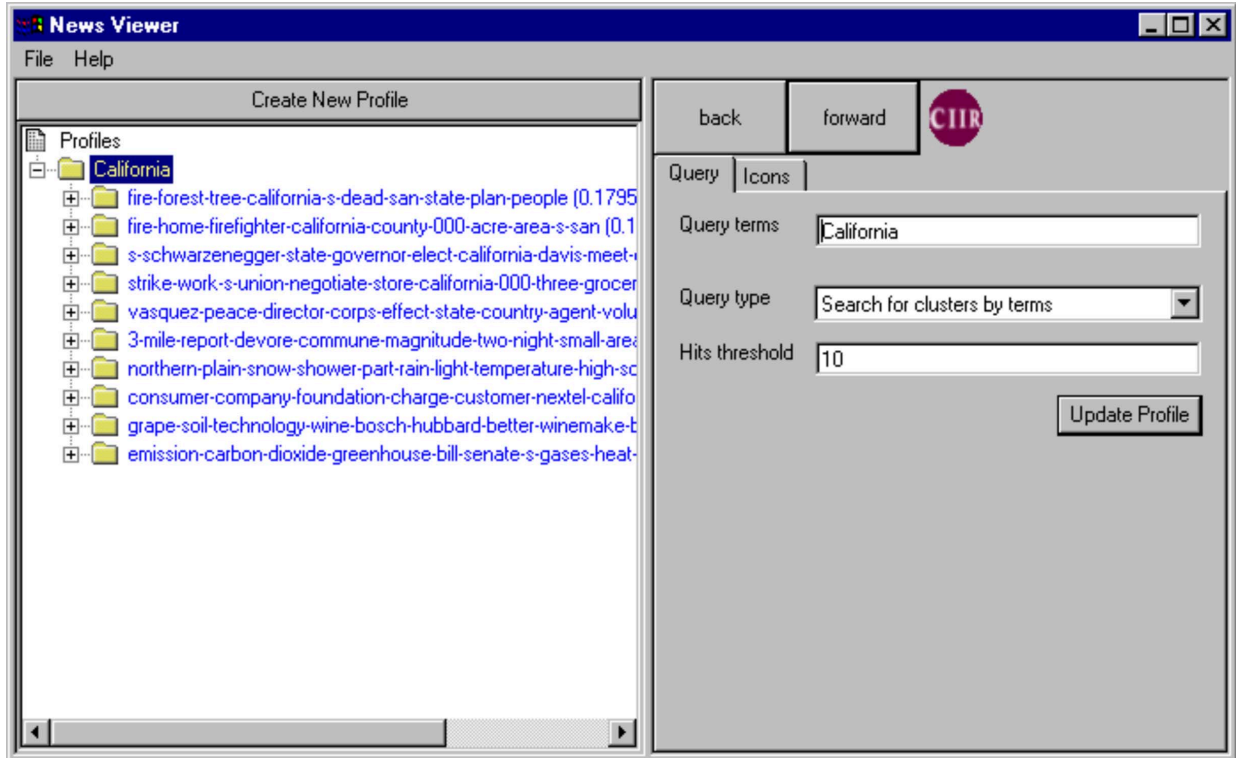 News Viewer
File Help
Create New Profile
Profiles
California
fire-forest-tree-california-s-dead-san-state-plan-people (0.1795
fire-home-firefighter-california-county-000-acre-area-s-san (0.1
s-schwarzenegger-state-governor-elect-california-davis-meet-
strike-work-s-union-negotiate-store-california-000-three-grocer
vasquez-peace-director-corps-effect-state-country-agent-volu
3-mile-report-devore-commune-magnitude-two-night-small-area
northern-plain-snow-shower-part-rain-light-temperature-high-sc
consumer-company-foundation-charge-customer-nextel-califo
grape-soil-technology-wine-bosch-hubbard-better-winemake-b
emission-carbon-dioxide-greenhouse-bill-senate-s-gases-heat-
back forward CIIR
Query Icons
Query terms California
Query type Search for clusters by terms
Hits threshold 10
Update Profile